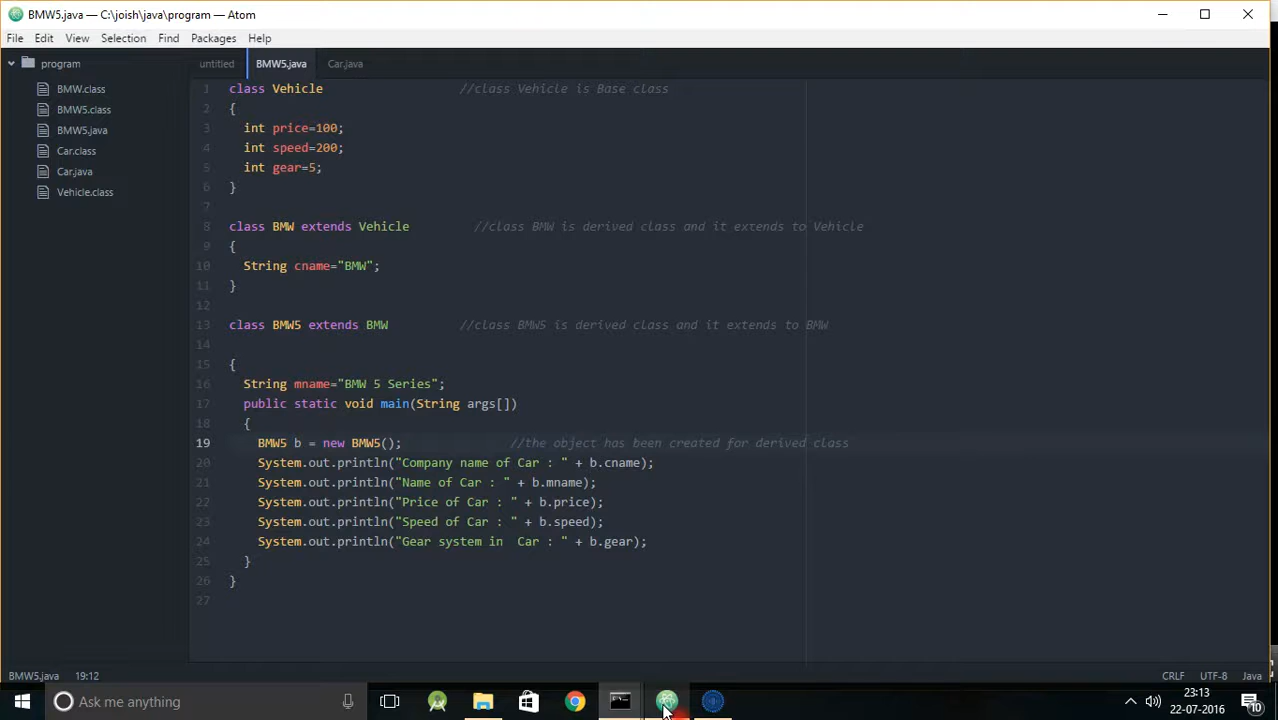 BMW5.java — C:\joish\java\program — Atom
File Edit View Selection Find Packages Help
program
BMW.class
BMW5.class
BMW5.java
Car.class
Car.java
Vehicle.class
untitled BMW5.java Car.java
1 class Vehicle //class Vehicle is Base class
2 {
3 int price=100;
4 int speed=200;
5 int gear=5;
6 }
7
8 class BMW extends Vehicle //class BMW is derived class and it extends to Vehicle
9 {
10 String cname="BMW";
11 }
12
13 class BMW5 extends BMW //class BMW5 is derived class and it extends to BMW
14
15 {
16 String mname="BMW 5 Series";
17 public static void main(String args[])
18 {
19 BMW5 b = new BMW5(); //the object has been created for derived class
20 System.out.println("Company name of Car : " + b.cname);
21 System.out.println("Name of Car : " + b.mname);
22 System.out.println("Price of Car : " + b.price);
23 System.out.println("Speed of Car : " + b.speed);
24 System.out.println("Gear system in  Car : " + b.gear);
25 }
26 }
27
BMW5.java 19:12 CRLF UTF-8 Java
Ask me anything
23:13
22-07-2016
10